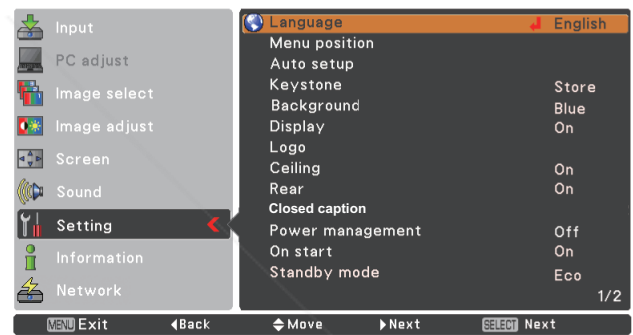 Input
PC adjust
Image select
Image adjust
Screen
Sound
Setting
Information
Network
Language English
Menu position
Auto setup
Keystone Store
Background Blue
Display On
Logo
Ceiling On
Rear On
Closed caption
Power management Off
On start On
Standby mode Eco
1/2
MENU Exit Back Move Next SELECT Next